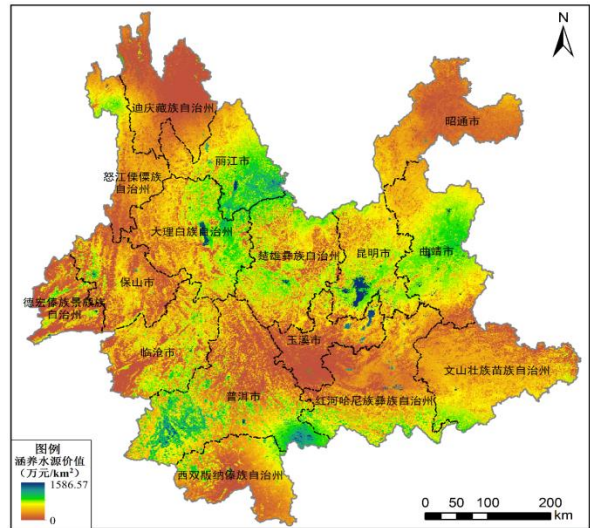 N
迪庆藏族自治州
昭通市
丽江市
怒江傈僳族
自治州
大理白族自治州
楚雄彝族自治州
昆明市
曲靖市
保山市
德宏傣族景颇族
自治州
玉溪市
临沧市
文山壮族苗族自治州
普洱市
红河哈尼族彝族自治州
西双版纳傣族自治州
图例
涵养水源价值
(万元/km²)
1586.57
0
0 50 100 200
km